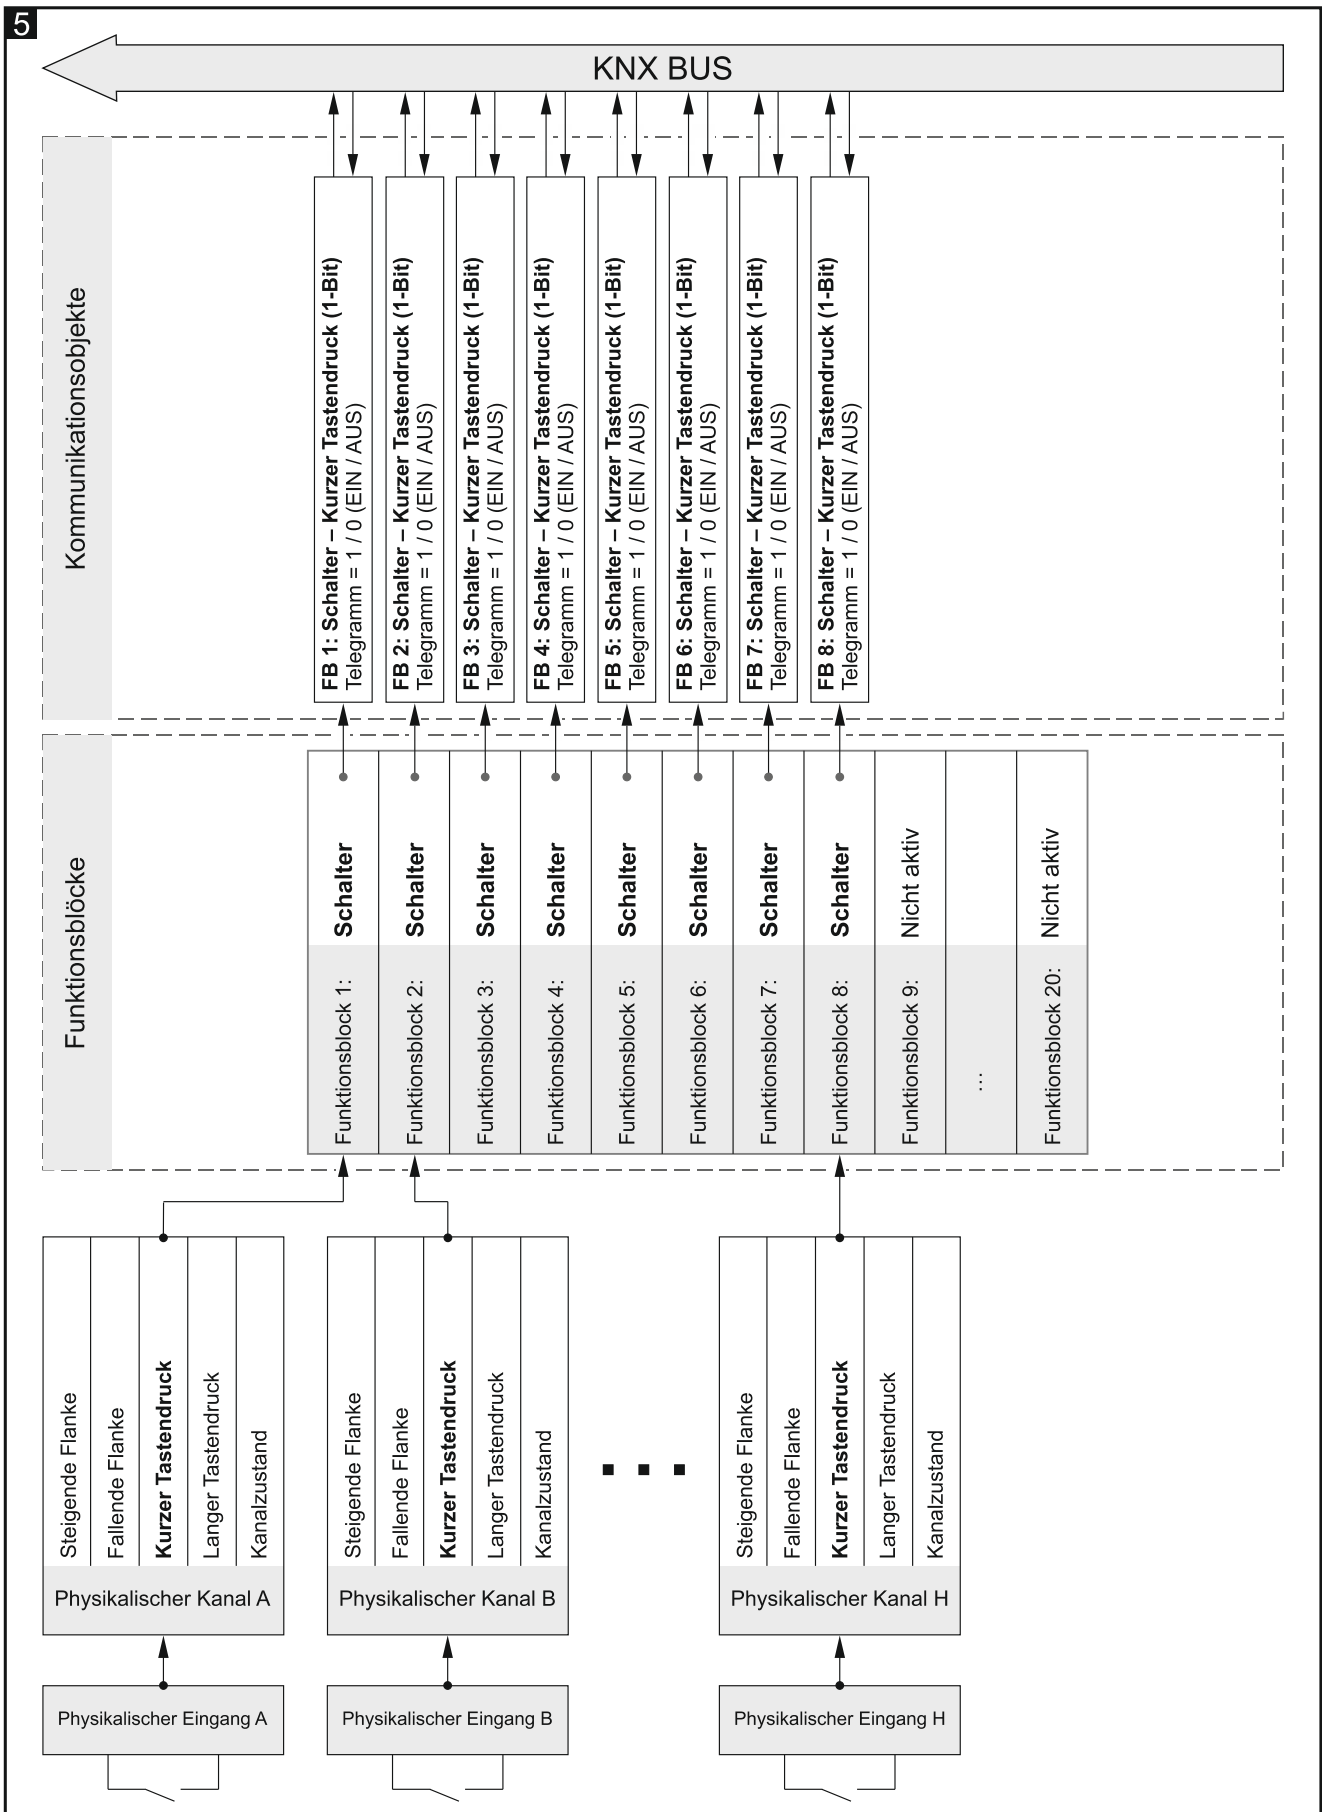 5
KNX BUS
Kommunikationsobjekte
FB 1: Schalter – Kurzer Tastendruck (1-Bit)
Telegramm = 1 / 0 (EIN / AUS)
FB 2: Schalter – Kurzer Tastendruck (1-Bit)
Telegramm = 1 / 0 (EIN / AUS)
FB 3: Schalter – Kurzer Tastendruck (1-Bit)
Telegramm = 1 / 0 (EIN / AUS)
FB 4: Schalter – Kurzer Tastendruck (1-Bit)
Telegramm = 1 / 0 (EIN / AUS)
FB 5: Schalter – Kurzer Tastendruck (1-Bit)
Telegramm = 1 / 0 (EIN / AUS)
FB 6: Schalter – Kurzer Tastendruck (1-Bit)
Telegramm = 1 / 0 (EIN / AUS)
FB 7: Schalter – Kurzer Tastendruck (1-Bit)
Telegramm = 1 / 0 (EIN / AUS)
FB 8: Schalter – Kurzer Tastendruck (1-Bit)
Telegramm = 1 / 0 (EIN / AUS)
Funktionsblöcke
Funktionsblock 1: Schalter
Funktionsblock 2: Schalter
Funktionsblock 3: Schalter
Funktionsblock 4: Schalter
Funktionsblock 5: Schalter
Funktionsblock 6: Schalter
Funktionsblock 7: Schalter
Funktionsblock 8: Schalter
Funktionsblock 9: Nicht aktiv
...
Funktionsblock 20: Nicht aktiv
Steigende Flanke
Fallende Flanke
Kurzer Tastendruck
Langer Tastendruck
Kanalzustand
Physikalischer Kanal A
Physikalischer Eingang A
Steigende Flanke
Fallende Flanke
Kurzer Tastendruck
Langer Tastendruck
Kanalzustand
Physikalischer Kanal B
Physikalischer Eingang B
Steigende Flanke
Fallende Flanke
Kurzer Tastendruck
Langer Tastendruck
Kanalzustand
Physikalischer Kanal H
Physikalischer Eingang H